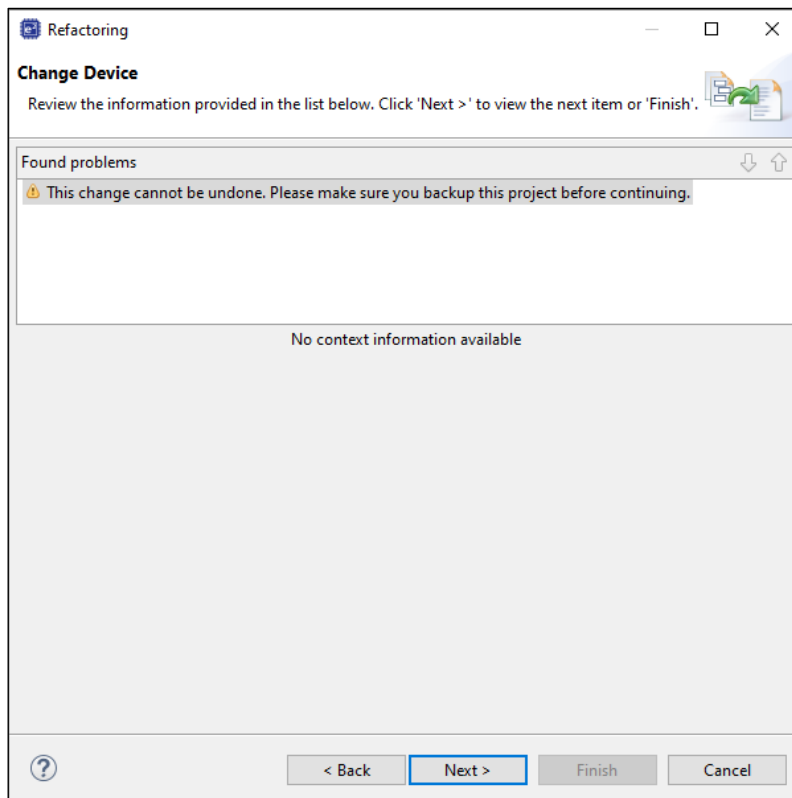 Refactoring
Change Device
Review the information provided in the list below. Click 'Next >' to view the next item or 'Finish'.
Found problems
This change cannot be undone. Please make sure you backup this project before continuing.
No context information available
< Back
Next >
Finish
Cancel